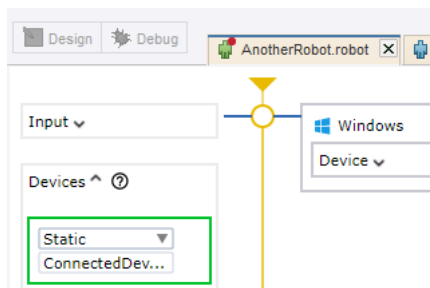 Design
Debug
AnotherRobot.robot
Input
Windows
Device
Devices
Static
ConnectedDev...